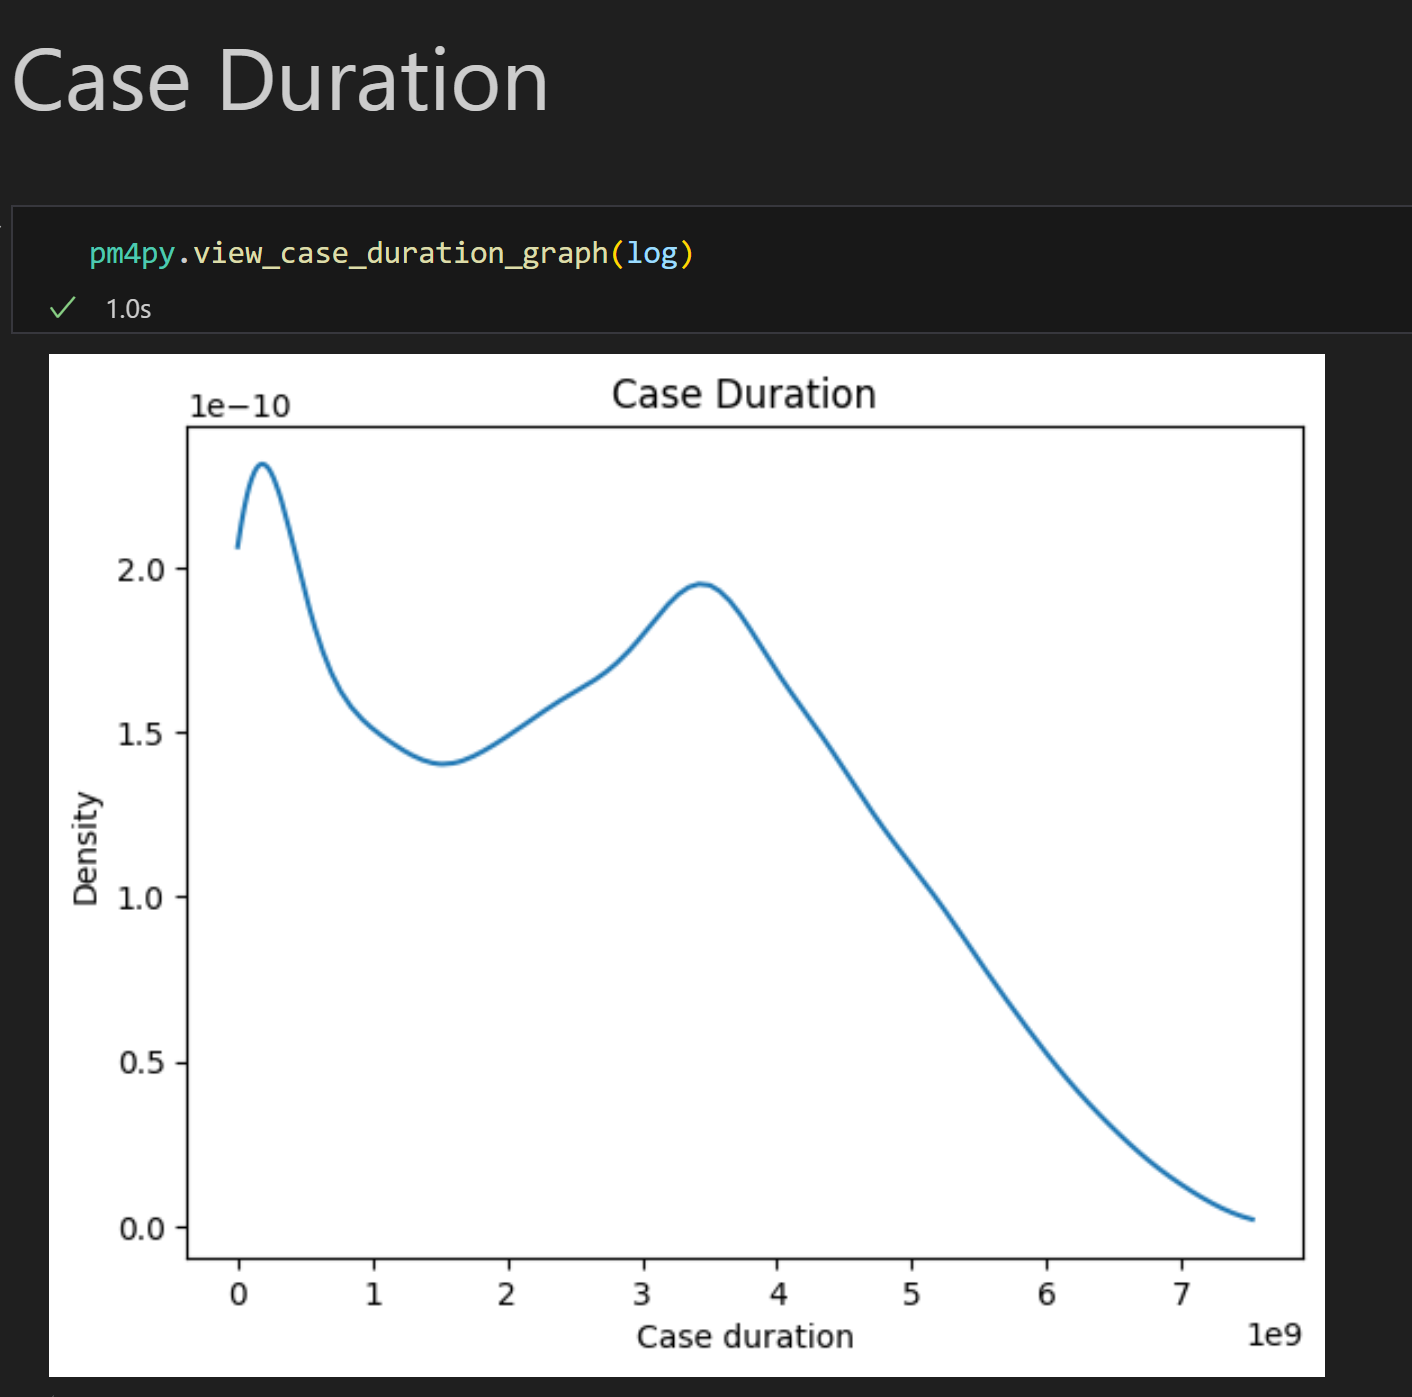 Case Duration
pm4py.view_case_duration_graph(log)
1.0s
Case Duration
1e−10
2.0
1.5
1.0
0.5
0.0
Density
0 1 2 3 4 5 6 7
1e9
Case duration